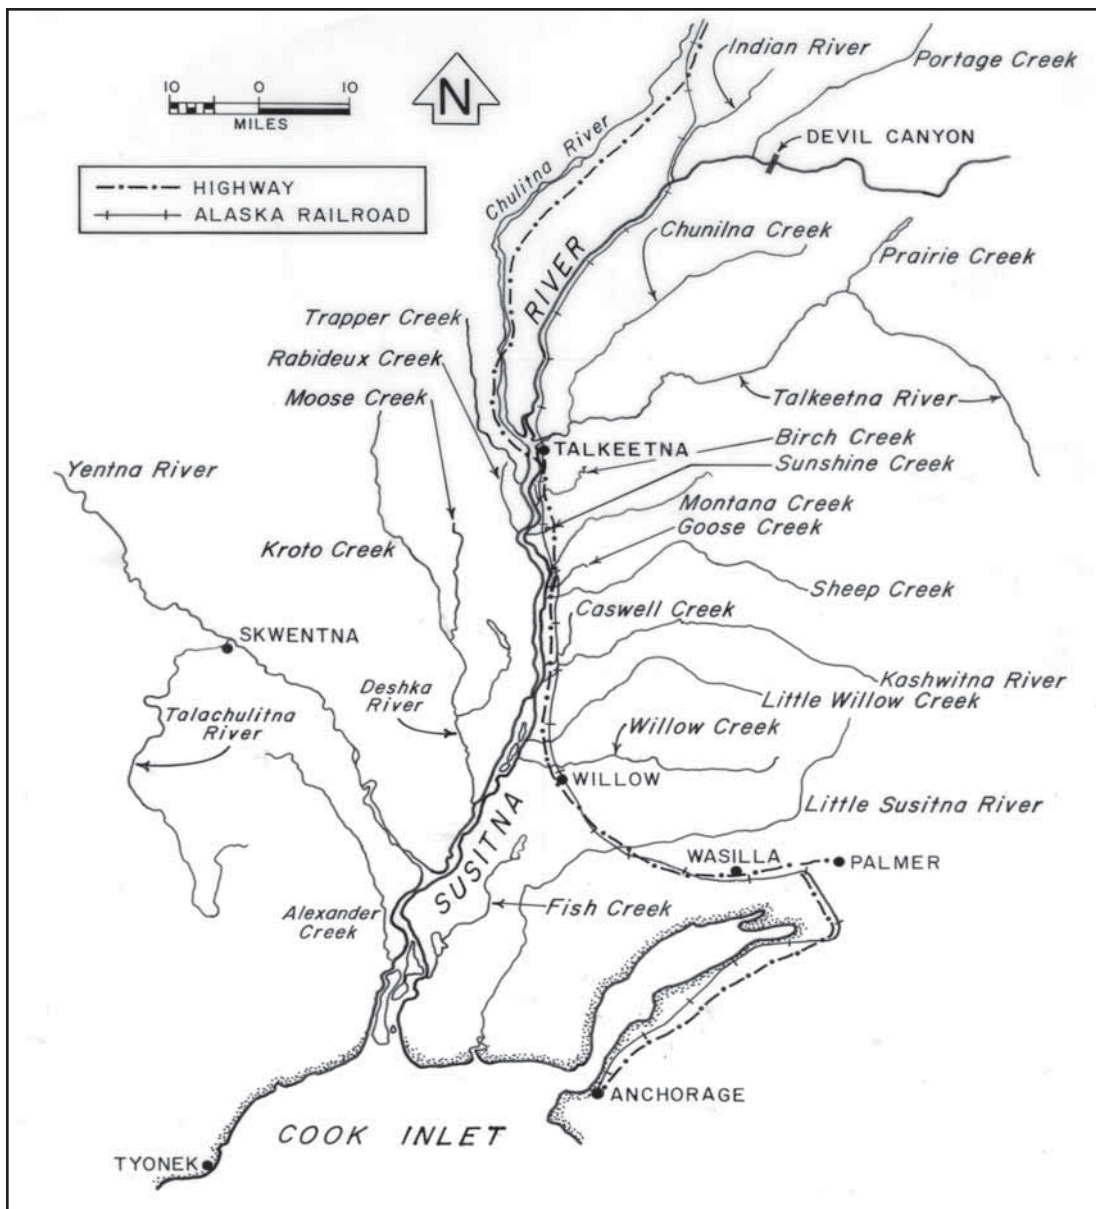 10 0 10
MILES
N
HIGHWAY
ALASKA RAILROAD
Indian River
Portage Creek
DEVIL CANYON
Chulitna River
Chunilna Creek
Prairie Creek
RIVER
Trapper Creek
Rabideux Creek
Moose Creek
Talkeetna River
TALKEETNA
Birch Creek
Sunshine Creek
Yentna River
Montana Creek
Goose Creek
Kroto Creek
Sheep Creek
Caswell Creek
SKWENTNA
Kashwitna River
Deshka
River
Little Willow Creek
Talachulitna
River
Willow Creek
WILLOW
Little Susitna River
SUSITNA
WASILLA
PALMER
Alexander
Creek
Fish Creek
ANCHORAGE
COOK INLET
TYONEK